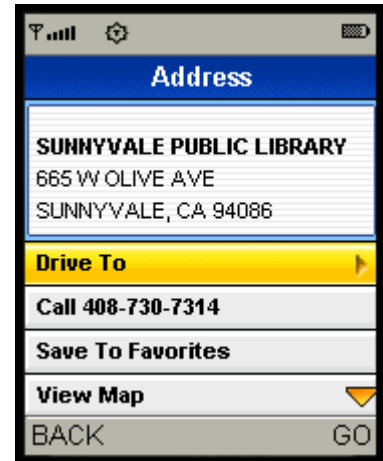 Address
SUNNYVALE PUBLIC LIBRARY
665 W OLIVE AVE
SUNNYVALE, CA 94086
Drive To
Call 408-730-7314
Save To Favorites
View Map
BACK GO